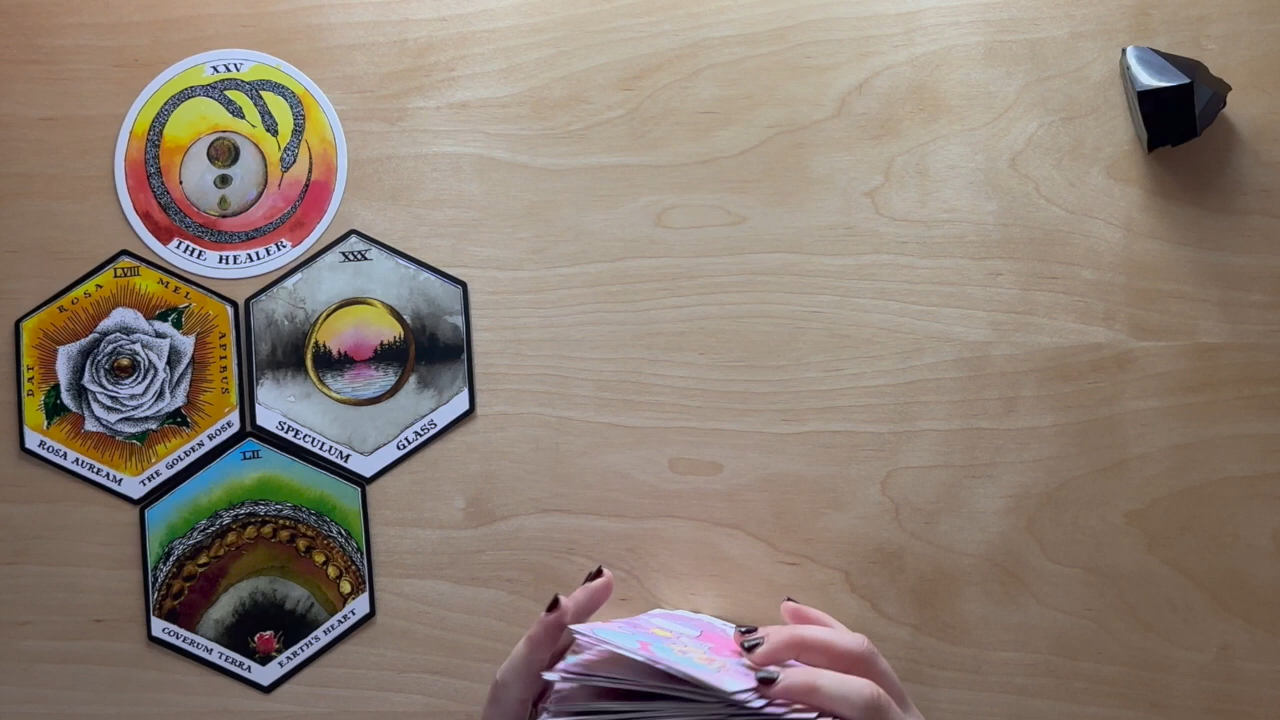 XXV
THE HEALER
LVIII
DAT ROSA MEL APIBUS
ROSA AUREAM THE GOLDEN ROSE
XXX
SPECULUM GLASS
LII
COVERUM TERRA EARTH'S HEART